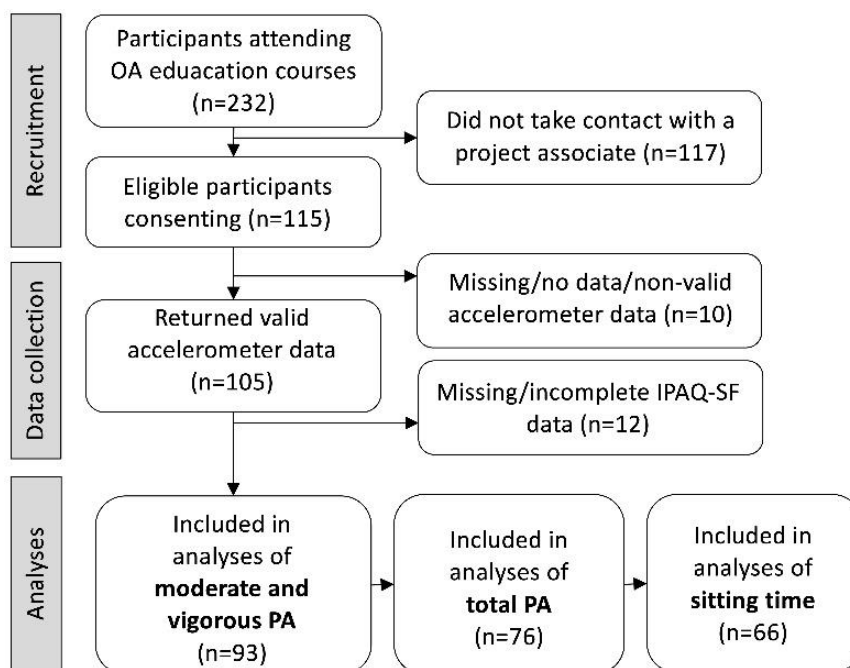 Recruitment
Participants attending
OA eduacation courses
(n=232)
Did not take contact with a
project associate (n=117)
Eligible participants
consenting (n=115)
Data collection
Missing/no data/non-valid
accelerometer data (n=10)
Returned valid
accelerometer data
(n=105)
Missing/incomplete IPAQ-SF
data (n=12)
Analyses
Included in
analyses of
moderate and
vigorous PA
(n=93)
Included in
analyses of
total PA
(n=76)
Included in
analyses of
sitting time
(n=66)